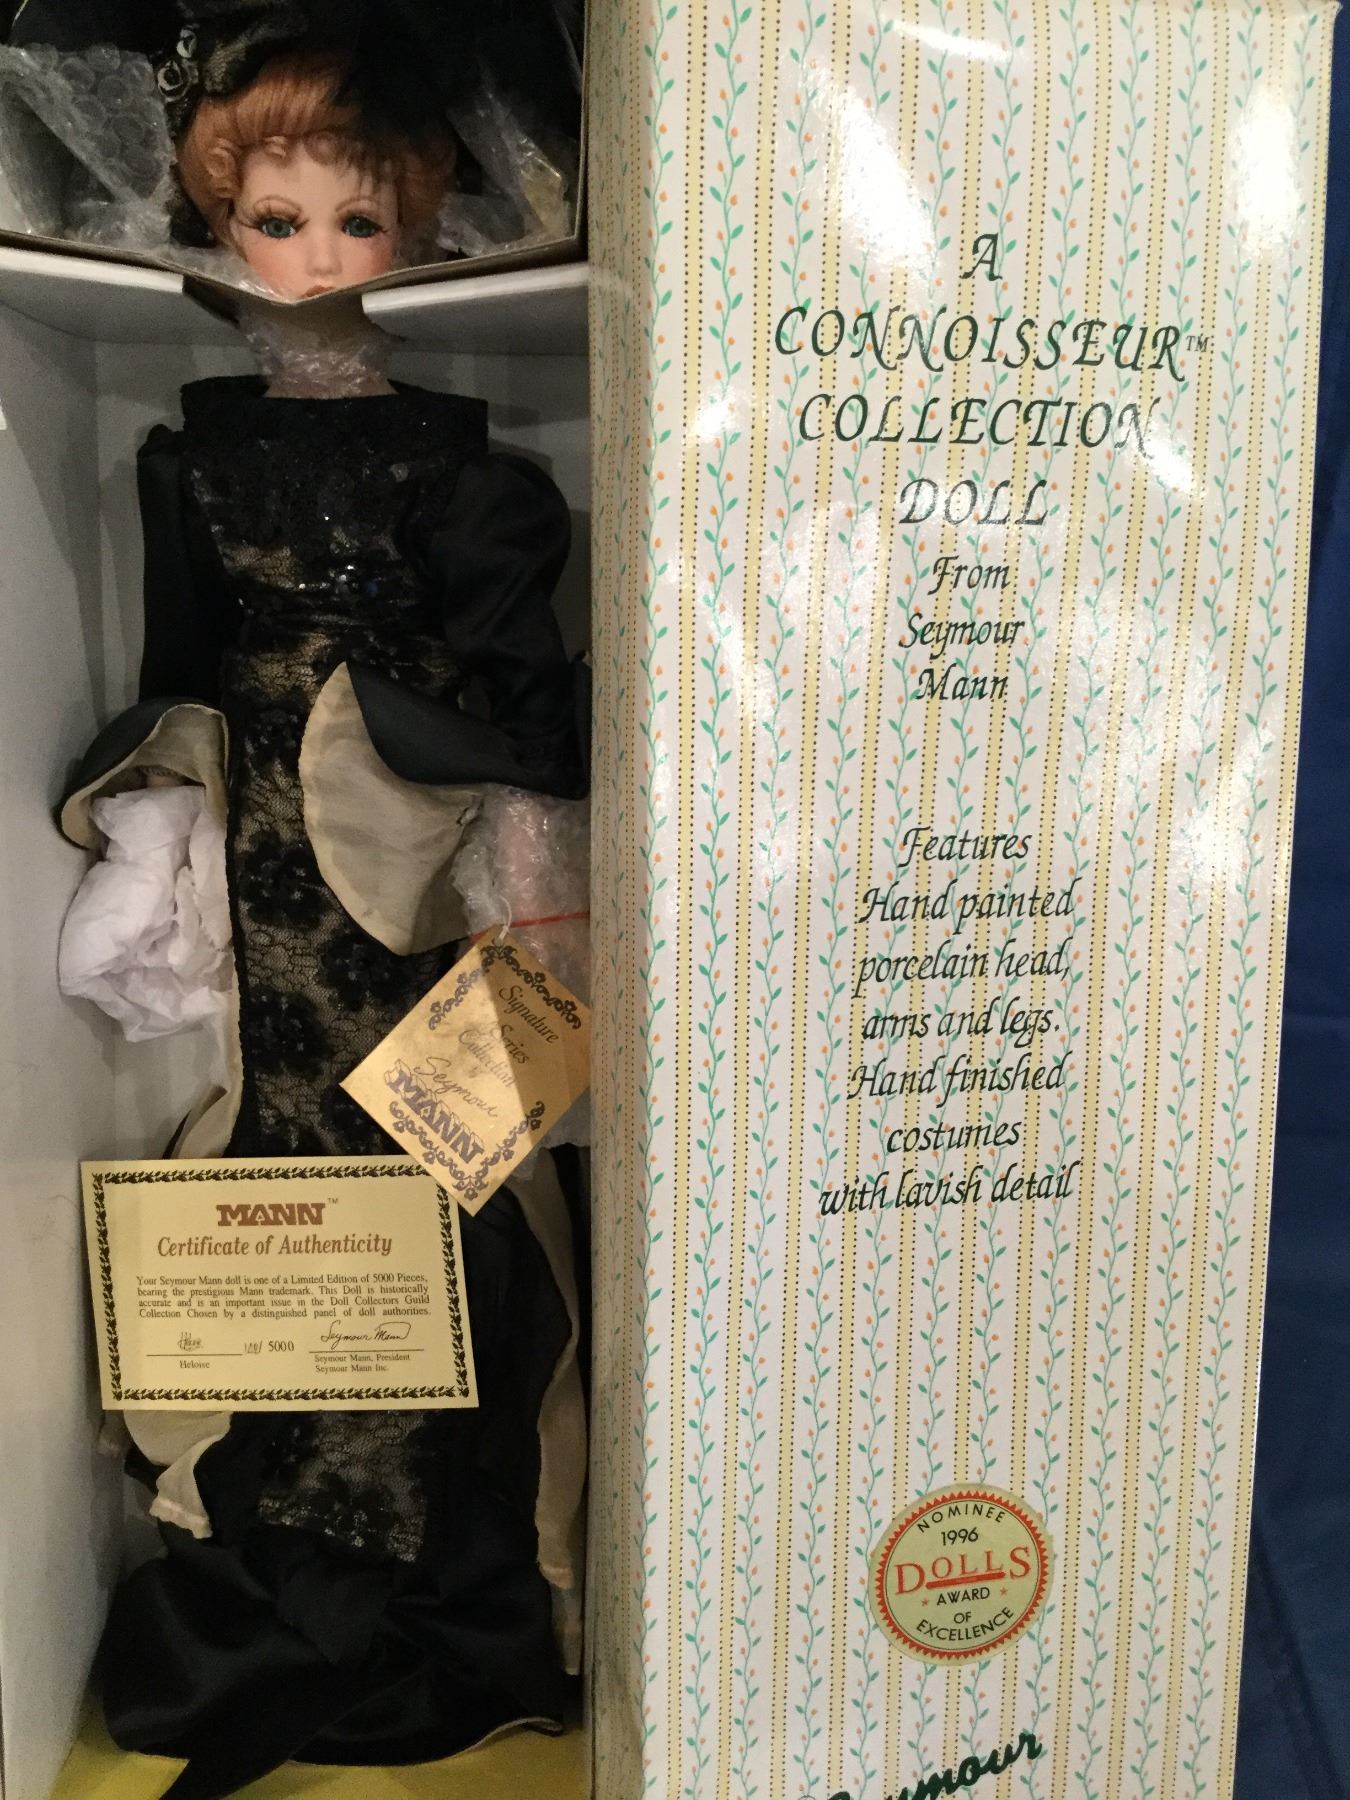 A
CONNOISSEUR™
COLLECTION
DOLL
From
Seymour
Mann
Features
Hand painted
porcelain head,
arms and legs.
Hand finished
costumes
with lavish detail
NOMINEE
1996
DOLLS
AWARD
OF
EXCELLENCE
Seymour
Signature
Series
Collection
by
Seymour
MANN
MANN™
Certificate of Authenticity
Your Seymour Mann doll is one of a Limited Edition of 5000 Pieces,
bearing the prestigious Mann trademark. This Doll is historically
accurate and is an important issue in the Doll Collectors Guild
Collection Chosen by a distinguished panel of doll authorities.
/ 5000
Seymour Mann
Heloise
Seymour Mann, President
Seymour Mann Inc.